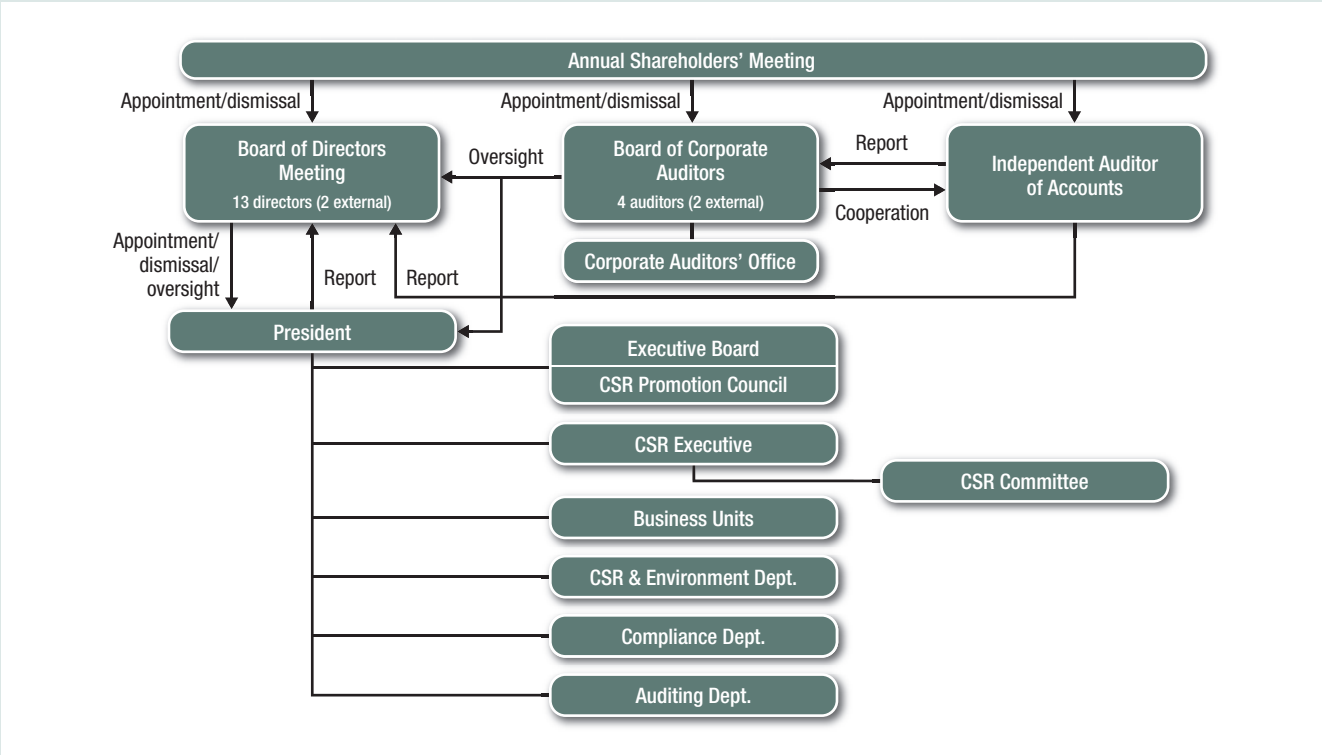 Annual Shareholders’ Meeting
Appointment/dismissal
Appointment/dismissal
Appointment/dismissal
Board of Directors
Meeting
13 directors (2 external)
Oversight
Board of Corporate
Auditors
4 auditors (2 external)
Report
Cooperation
Independent Auditor
of Accounts
Corporate Auditors’ Office
Appointment/
dismissal/
oversight
Report
Report
President
Executive Board
CSR Promotion Council
CSR Executive
CSR Committee
Business Units
CSR & Environment Dept.
Compliance Dept.
Auditing Dept.